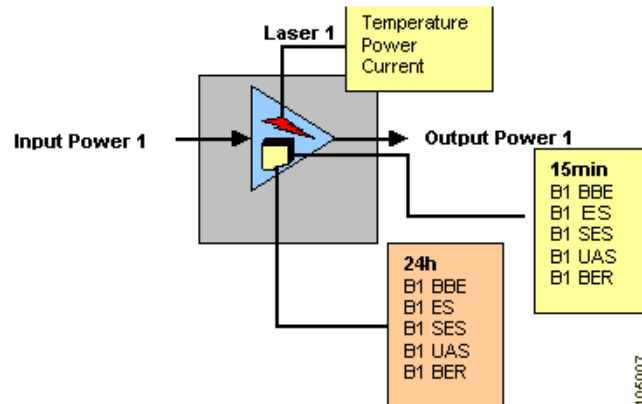 Laser 1
Temperature
Power
Current
Input Power 1
Output Power 1
15min
B1 BBE
B1 ES
B1 SES
B1 UAS
B1 BER
24h
B1 BBE
B1 ES
B1 SES
B1 UAS
B1 BER